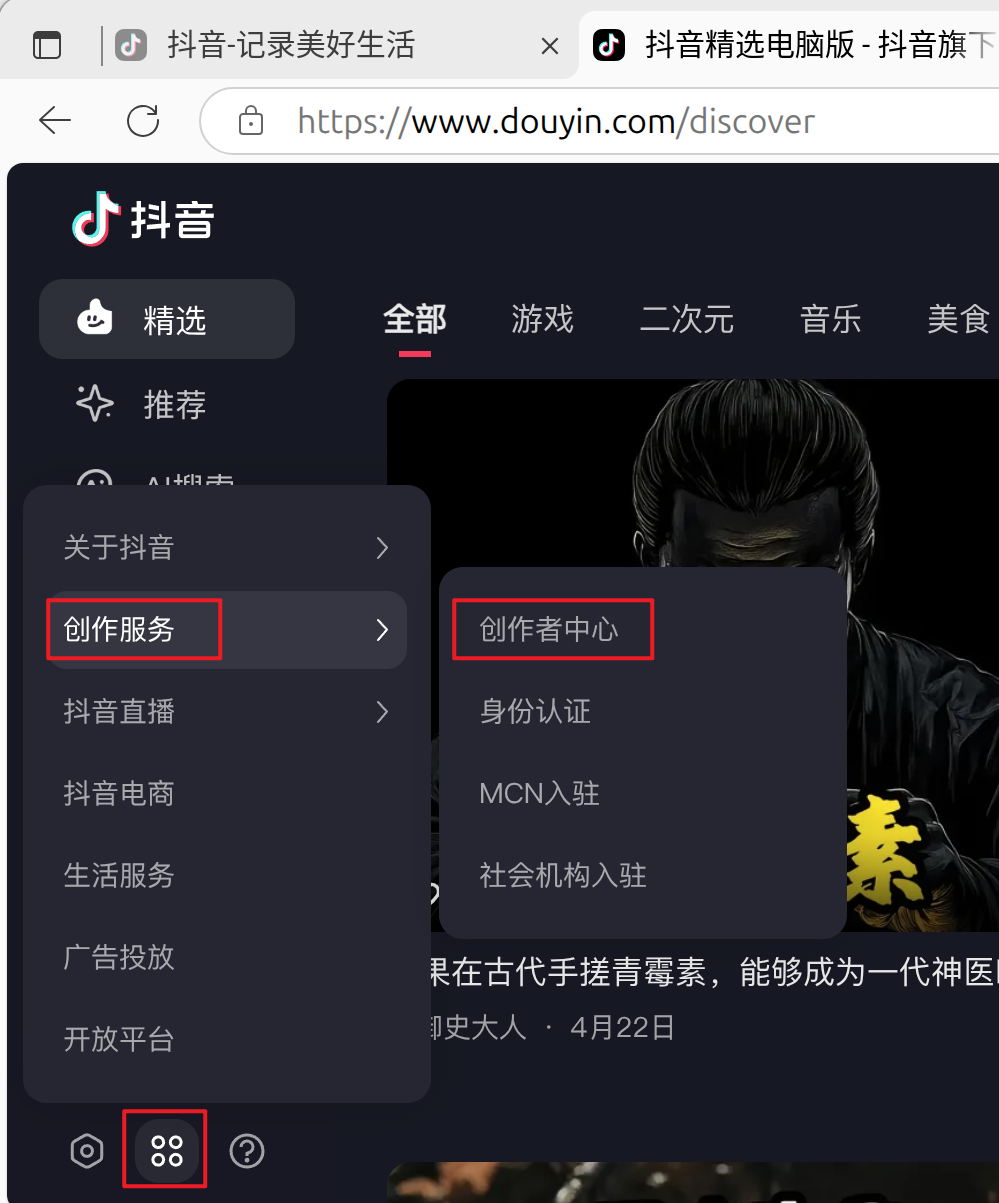 抖音-记录美好生活
抖音精选电脑版 - 抖音旗下
https://www.douyin.com/discover
抖音
精选
全部 游戏 二次元 音乐 美食
推荐
AI搜索
关于抖音
创作服务
创作者中心
抖音直播
身份认证
抖音电商
MCN入驻
生活服务
社会机构入驻
素
广告投放
果在古代手搓青霉素，能够成为一代神医
开放平台
御史大人 · 4月22日